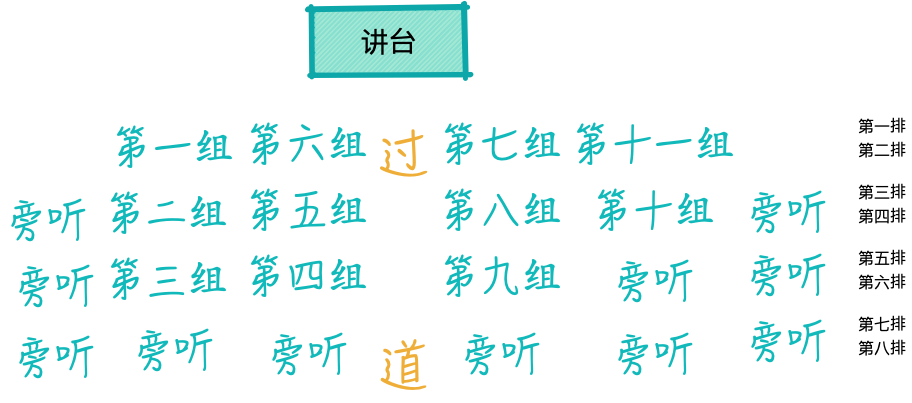 讲台
第一组 第六组 过 第七组 第十一组 第一排
第二排
旁听 第二组 第五组 第八组 第十组 旁听 第三排
第四排
旁听 第三组 第四组 第九组 旁听 旁听 第五排
第六排
旁听 旁听 旁听 道 旁听 旁听 旁听 第七排
第八排